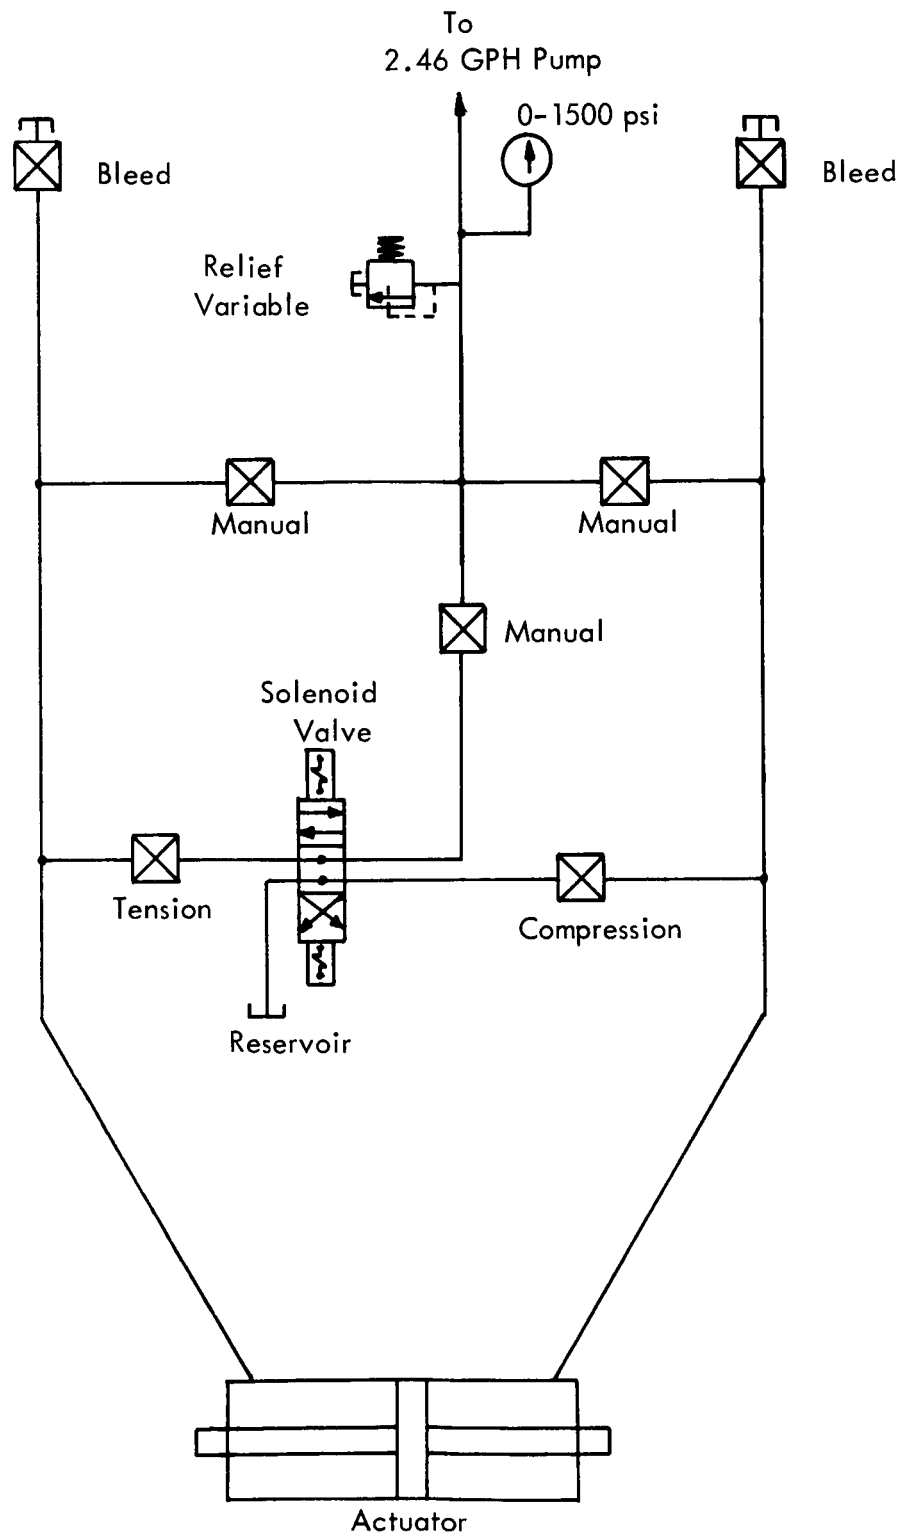 To
2.46 GPH Pump
0-1500 psi
Bleed
Bleed
Relief
Variable
Manual
Manual
Manual
Solenoid
Valve
Tension
Compression
Reservoir
Actuator